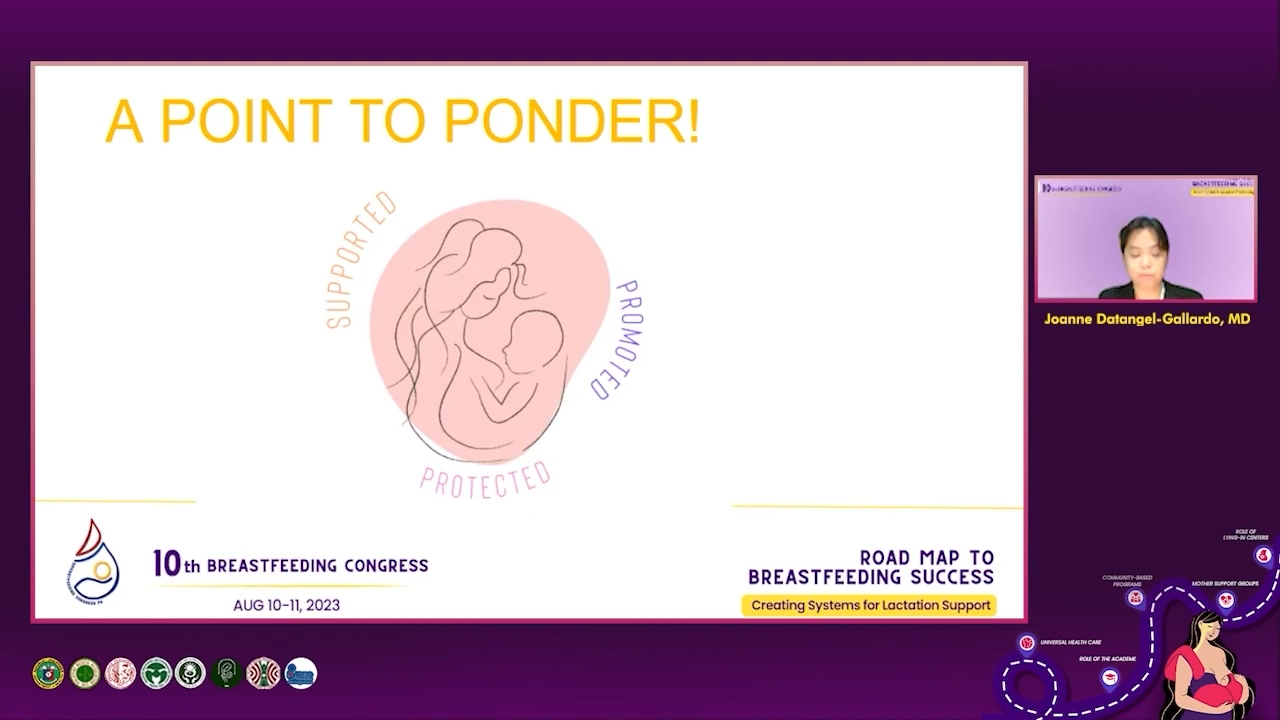 A POINT TO PONDER!
SUPPORTED
PROMOTED
PROTECTED
10th BREASTFEEDING CONGRESS
AUG 10-11, 2023
ROAD MAP TO
BREASTFEEDING SUCCESS
Creating Systems for Lactation Support
Joanne Datangel-Gallardo, MD
ROLE OF
LYING-IN CENTERS
COMMUNITY-BASED
PROGRAMS
MOTHER SUPPORT GROUPS
UNIVERSAL HEALTH CARE
ROLE OF THE ACADEME